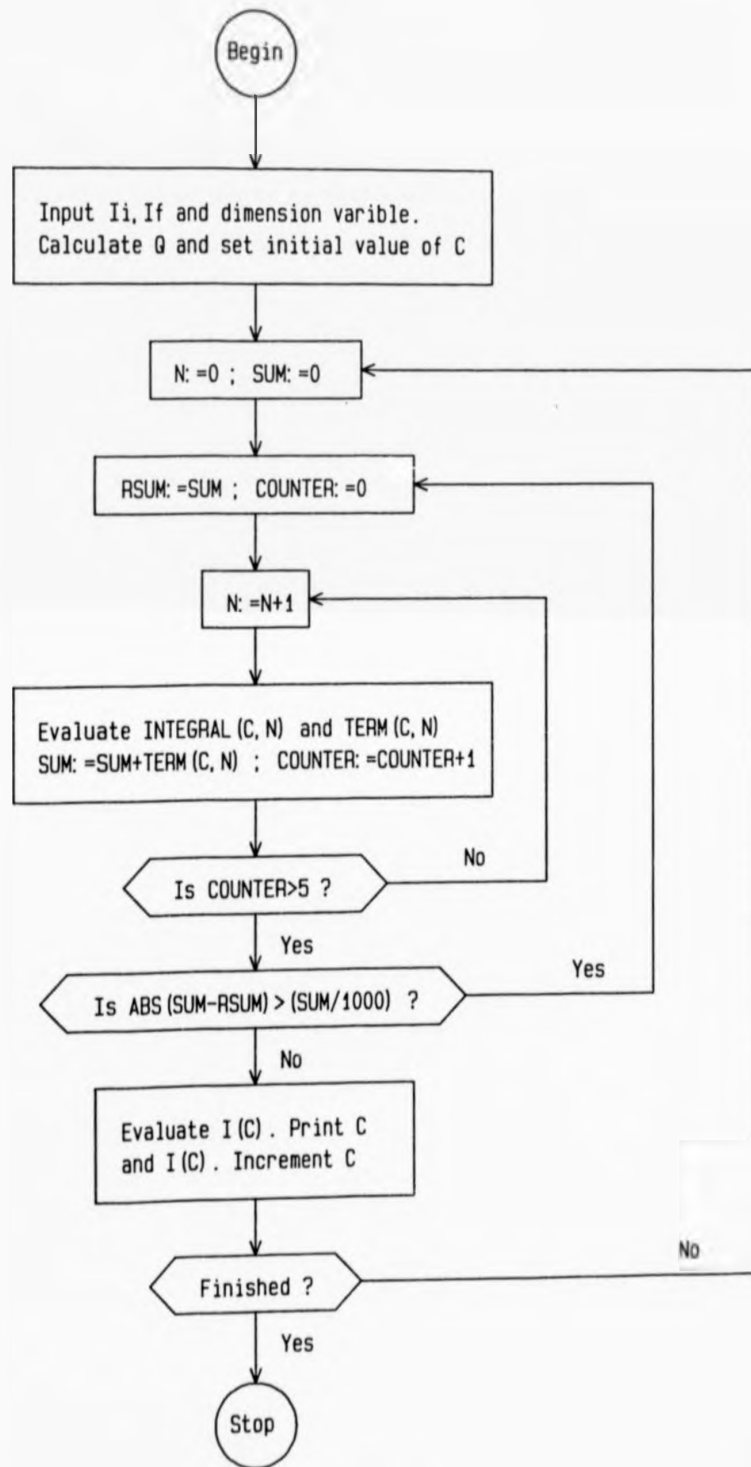 Begin
Input Ii, If and dimension varible.
Calculate Q and set initial value of C
N: =0 ; SUM: =0
RSUM: =SUM ; COUNTER: =0
N: =N+1
Evaluate INTEGRAL (C, N) and TERM (C, N)
SUM: =SUM+TERM (C, N) ; COUNTER: =COUNTER+1
Is COUNTER>5 ?
No
Yes
Is ABS (SUM-RSUM) > (SUM/1000) ?
Yes
No
Evaluate I (C) . Print C
and I (C) . Increment C
Finished ?
No
Yes
Stop